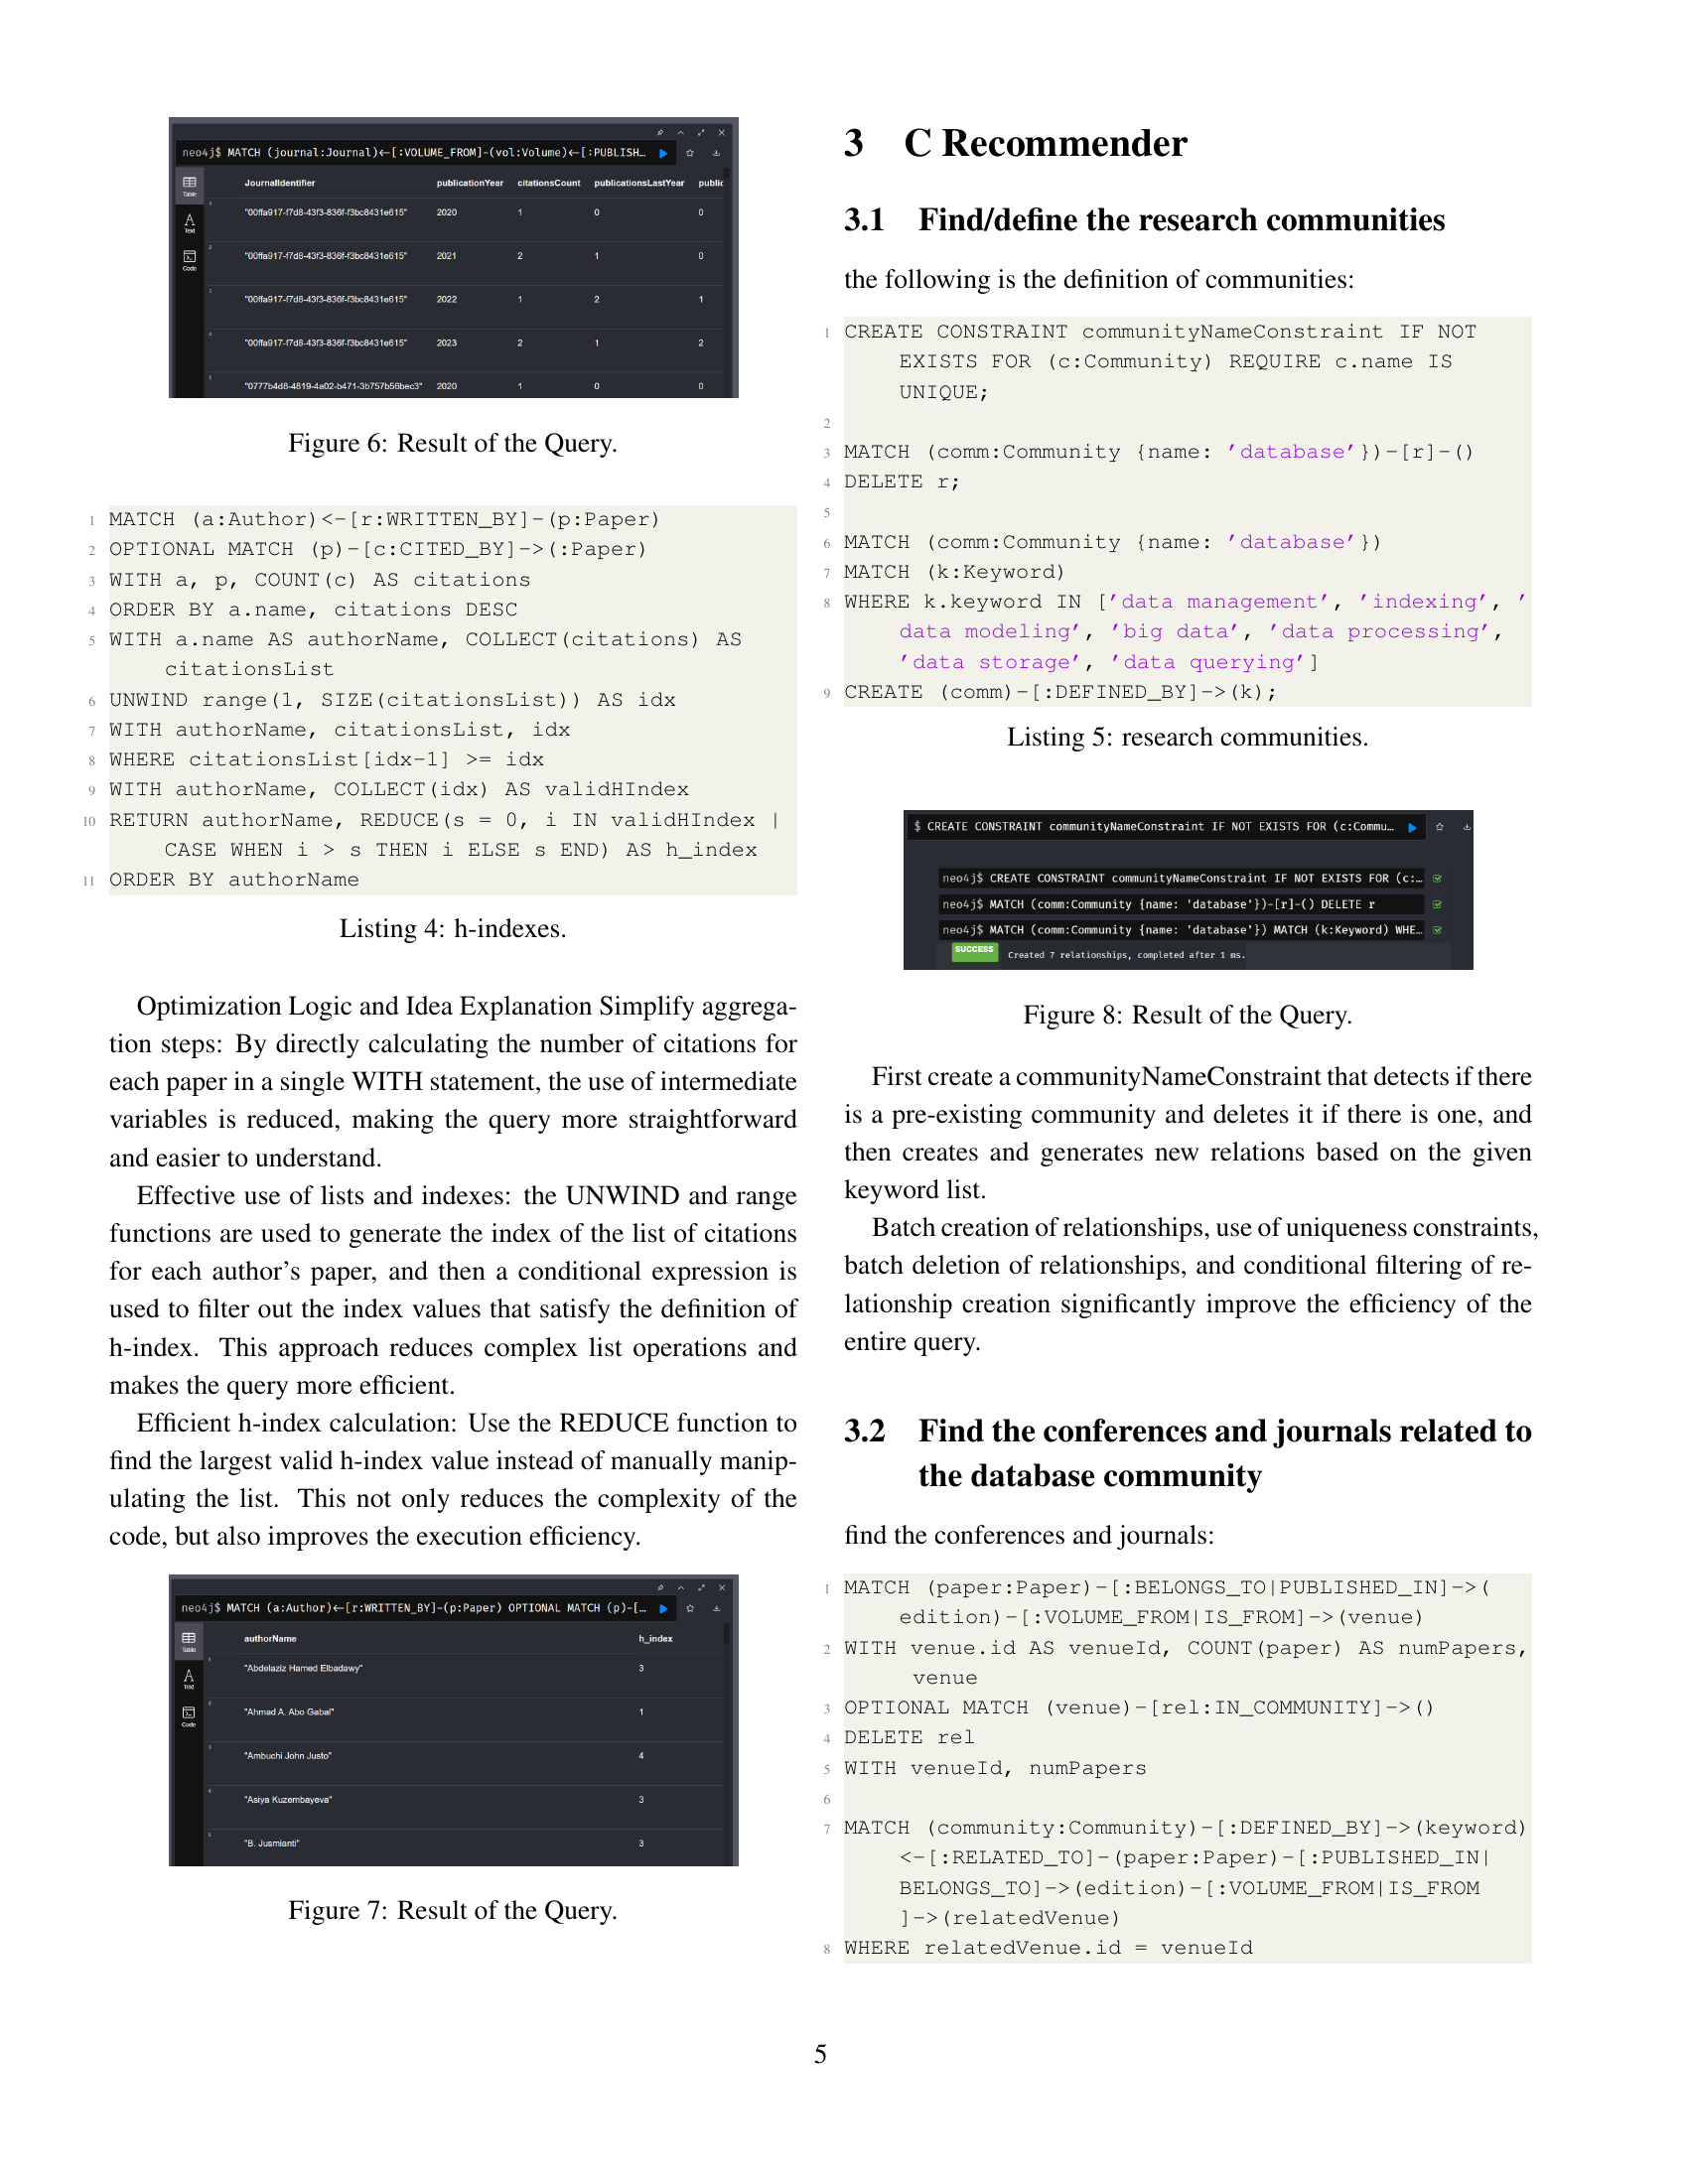 neo4j$ MATCH (journal:Journal)←[:VOLUME_FROM]-(vol:Volume)←[:PUBLISH…
Table
Text
Code
JournalIdentifier publicationYear citationsCount publicationsLastYear public
1 "00ffa917-f7d8-43f3-836f-f3bc8431e615" 2020 1 0 0
2 "00ffa917-f7d8-43f3-836f-f3bc8431e615" 2021 2 1 0
3 "00ffa917-f7d8-43f3-836f-f3bc8431e615" 2022 1 2 1
4 "00ffa917-f7d8-43f3-836f-f3bc8431e615" 2023 2 1 2
5 "0777b4d8-4819-4a02-b471-3b757b56bec3" 2020 1 0 0
Figure 6: Result of the Query.
1 MATCH (a:Author)<-[r:WRITTEN_BY]-(p:Paper)
2 OPTIONAL MATCH (p)-[c:CITED_BY]->(:Paper)
3 WITH a, p, COUNT(c) AS citations
4 ORDER BY a.name, citations DESC
5 WITH a.name AS authorName, COLLECT(citations) AS
citationsList
6 UNWIND range(1, SIZE(citationsList)) AS idx
7 WITH authorName, citationsList, idx
8 WHERE citationsList[idx-1] >= idx
9 WITH authorName, COLLECT(idx) AS validHIndex
10 RETURN authorName, REDUCE(s = 0, i IN validHIndex |
CASE WHEN i > s THEN i ELSE s END) AS h_index
11 ORDER BY authorName
Listing 4: h-indexes.
Optimization Logic and Idea Explanation Simplify aggrega-
tion steps: By directly calculating the number of citations for
each paper in a single WITH statement, the use of intermediate
variables is reduced, making the query more straightforward
and easier to understand.
Effective use of lists and indexes: the UNWIND and range
functions are used to generate the index of the list of citations
for each author's paper, and then a conditional expression is
used to filter out the index values that satisfy the definition of
h-index. This approach reduces complex list operations and
makes the query more efficient.
Efficient h-index calculation: Use the REDUCE function to
find the largest valid h-index value instead of manually manip-
ulating the list. This not only reduces the complexity of the
code, but also improves the execution efficiency.
neo4j$ MATCH (a:Author)←[r:WRITTEN_BY]-(p:Paper) OPTIONAL MATCH (p)-[…
Table
Text
Code
authorName h_index
1 "Abdelaziz Hamed Elbadawy" 3
2 "Ahmad A. Abo Gabal" 1
3 "Ambuchi John Justo" 4
4 "Asiya Kuzembayeva" 3
5 "B. Jusmianti" 3
Figure 7: Result of the Query.
3 C Recommender
3.1 Find/define the research communities
the following is the definition of communities:
1 CREATE CONSTRAINT communityNameConstraint IF NOT
EXISTS FOR (c:Community) REQUIRE c.name IS
UNIQUE;
2
3 MATCH (comm:Community {name: 'database'})-[r]-()
4 DELETE r;
5
6 MATCH (comm:Community {name: 'database'})
7 MATCH (k:Keyword)
8 WHERE k.keyword IN ['data management', 'indexing', '
data modeling', 'big data', 'data processing',
'data storage', 'data querying']
9 CREATE (comm)-[:DEFINED_BY]->(k);
Listing 5: research communities.
$ CREATE CONSTRAINT communityNameConstraint IF NOT EXISTS FOR (c:Commu…
neo4j$ CREATE CONSTRAINT communityNameConstraint IF NOT EXISTS FOR (c:…
neo4j$ MATCH (comm:Community {name: 'database'})-[r]-() DELETE r
neo4j$ MATCH (comm:Community {name: 'database'}) MATCH (k:Keyword) WHE…
SUCCESS Created 7 relationships, completed after 1 ms.
Figure 8: Result of the Query.
First create a communityNameConstraint that detects if there
is a pre-existing community and deletes it if there is one, and
then creates and generates new relations based on the given
keyword list.
Batch creation of relationships, use of uniqueness constraints,
batch deletion of relationships, and conditional filtering of re-
lationship creation significantly improve the efficiency of the
entire query.
3.2 Find the conferences and journals related to
the database community
find the conferences and journals:
1 MATCH (paper:Paper)-[:BELONGS_TO|PUBLISHED_IN]->(
edition)-[:VOLUME_FROM|IS_FROM]->(venue)
2 WITH venue.id AS venueId, COUNT(paper) AS numPapers,
venue
3 OPTIONAL MATCH (venue)-[rel:IN_COMMUNITY]->()
4 DELETE rel
5 WITH venueId, numPapers
6
7 MATCH (community:Community)-[:DEFINED_BY]->(keyword)
<-[:RELATED_TO]-(paper:Paper)-[:PUBLISHED_IN|
BELONGS_TO]->(edition)-[:VOLUME_FROM|IS_FROM
]->(relatedVenue)
8 WHERE relatedVenue.id = venueId
5